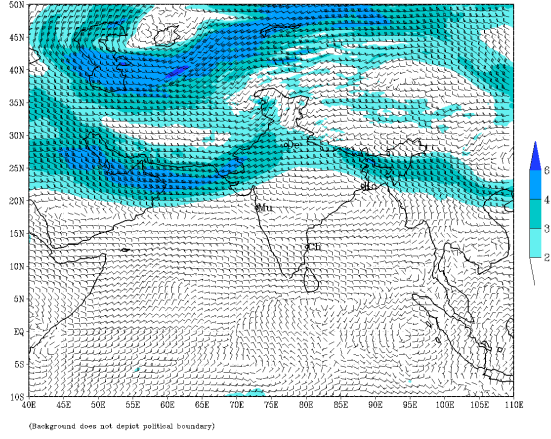 50N
45N
40N
35N
30N
25N
20N
15N
10N
5N
EQ
5S
10S
De
Mu
Ch
6
4
3
2
40E 45E 50E 55E 60E 65E 70E 75E 80E 85E 90E 95E 100E 105E 110E
(Background does not depict political boundary)